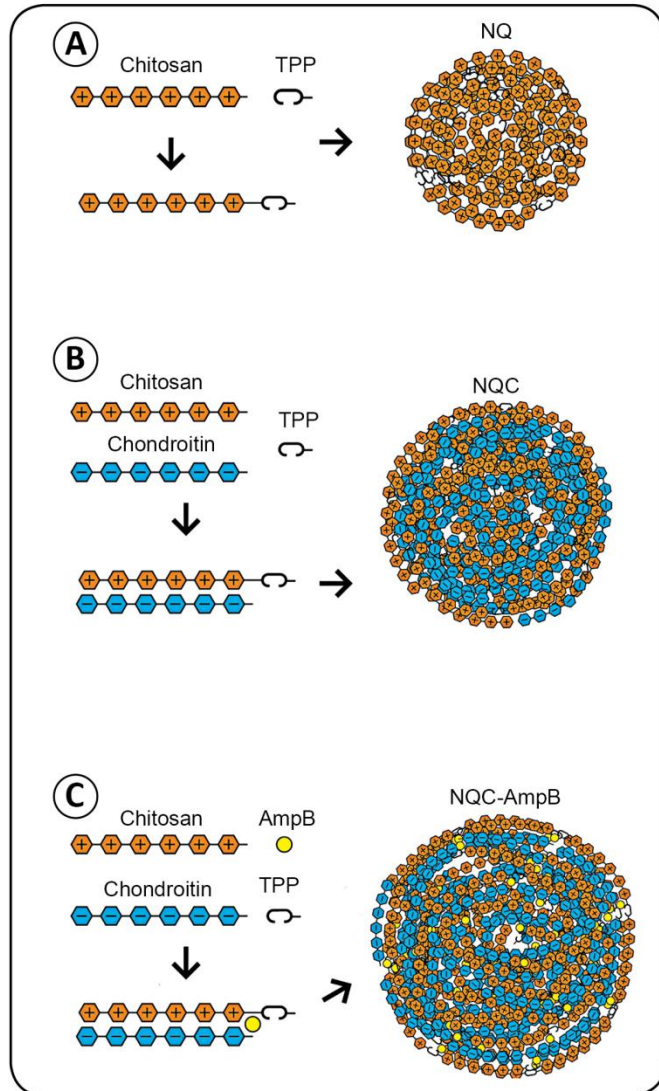 A
Chitosan
TPP
NQ
B
Chitosan
TPP
Chondroitin
NQC
C
Chitosan
AmpB
Chondroitin
TPP
NQC-AmpB